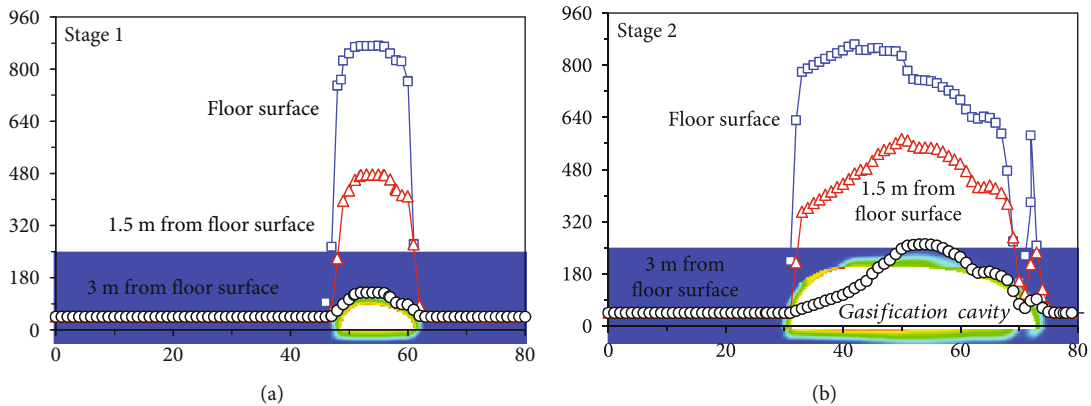 960
800
640
480
320
180
0
Stage 1
Floor surface
1.5 m from floor surface
3 m from floor surface
0
20
40
60
80
(a)
960
800
640
480
320
180
0
Stage 2
Floor surface
1.5 m from
floor surface
3 m from
floor surface
Gasification cavity
0
20
40
60
80
(b)